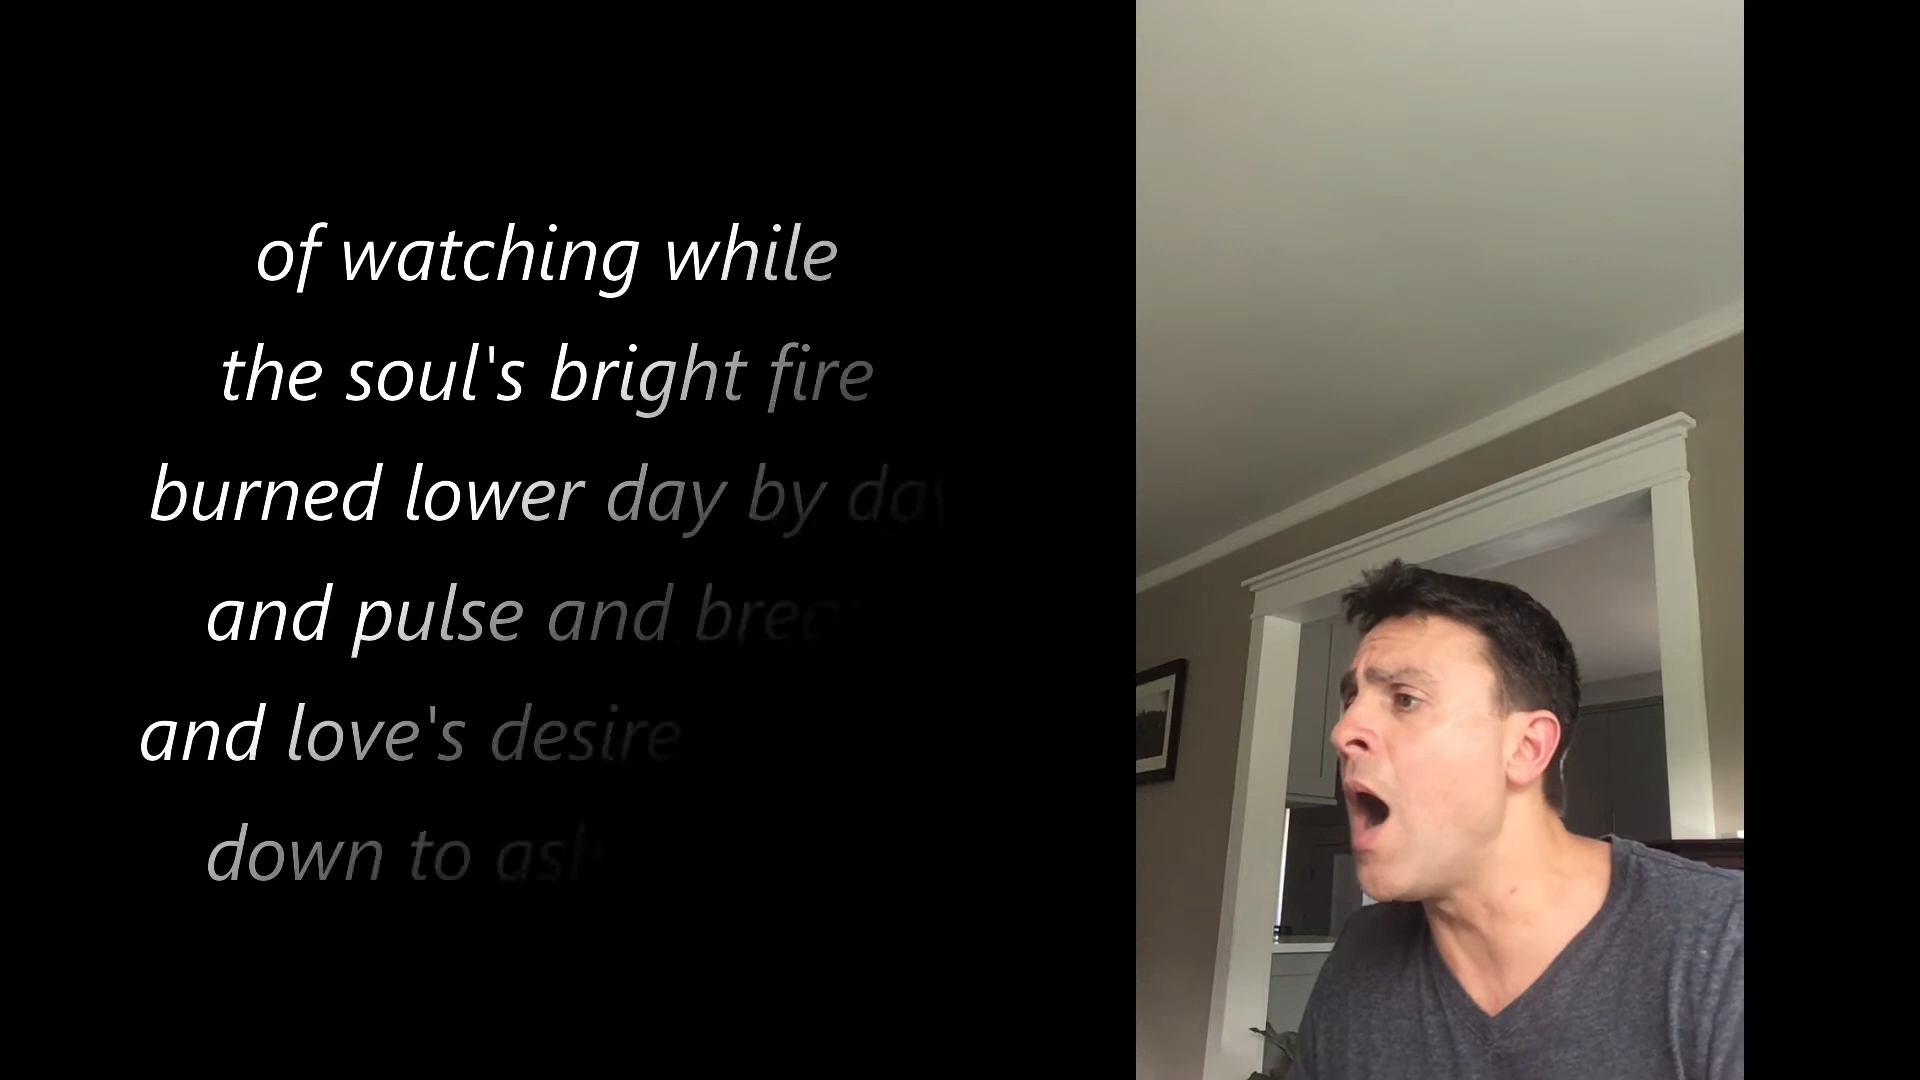 of watching while
the soul's bright fire
burned lower day by day
and pulse and
and love's desire
down to